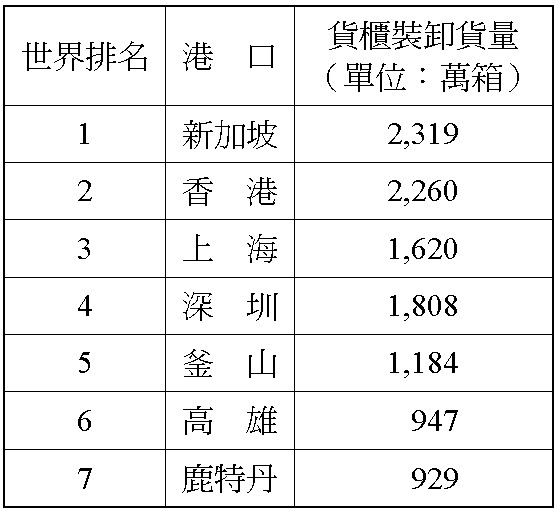 世界排名 港口 貨櫃裝卸貨量
（單位：萬箱）
1 新加坡 2,319
2 香港 2,260
3 上海 1,620
4 深圳 1,808
5 釜山 1,184
6 高雄 947
7 鹿特丹 929